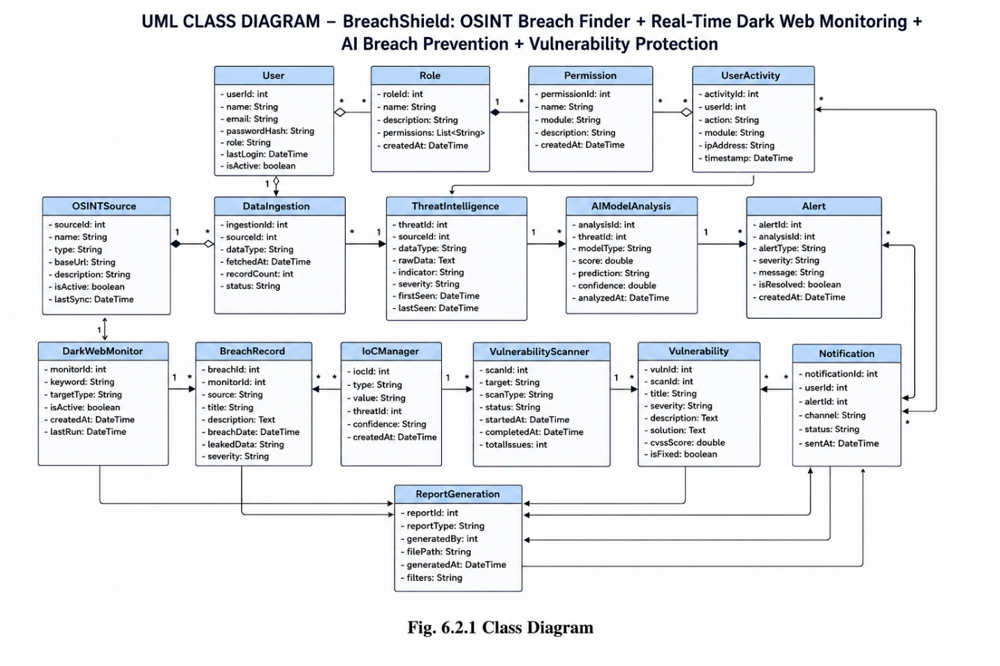 UML CLASS DIAGRAM – BreachShield: OSINT Breach Finder + Real-Time Dark Web Monitoring +
AI Breach Prevention + Vulnerability Protection
User
- userId: int
- name: String
- email: String
- passwordHash: String
- role: String
- lastLogin: DateTime
- isActive: boolean
* *
Role
- roleId: int
- name: String
- description: String
- permissions: List<String>
- createdAt: DateTime
1 *
Permission
- permissionId: int
- name: String
- module: String
- description: String
- createdAt: DateTime
* *
UserActivity
- activityId: int
- userId: int
- action: String
- module: String
- ipAddress: String
- timestamp: DateTime
*
1
OSINTSource
- sourceId: int
- name: String
- type: String
- baseUrl: String
- description: String
- isActive: boolean
- lastSync: DateTime
1 *
DataIngestion
- ingestionId: int
- sourceId: int
- dataType: String
- fetchedAt: DateTime
- recordCount: int
- status: String
* 1
ThreatIntelligence
- threatId: int
- sourceId: int
- dataType: String
- rawData: Text
- indicator: String
- severity: String
- firstSeen: DateTime
- lastSeen: DateTime
1 *
AIModelAnalysis
- analysisId: int
- threatId: int
- modelType: String
- score: double
- prediction: String
- confidence: double
- analyzedAt: DateTime
1 *
Alert
- alertId: int
- analysisId: int
- alertType: String
- severity: String
- message: String
- isResolved: boolean
- createdAt: DateTime
*
1
DarkWebMonitor
- monitorId: int
- keyword: String
- targetType: String
- isActive: boolean
- createdAt: DateTime
- lastRun: DateTime
1 *
BreachRecord
- breachId: int
- monitorId: int
- source: String
- title: String
- description: Text
- breachDate: DateTime
- leakedData: String
- severity: String
* *
IoCManager
- iocId: int
- type: String
- value: String
- threatId: int
- confidence: String
- createdAt: DateTime
1 *
VulnerabilityScanner
- scanId: int
- target: String
- scanType: String
- status: String
- startedAt: DateTime
- completedAt: DateTime
- totalIssues: int
1 *
Vulnerability
- vulnId: int
- scanId: int
- title: String
- severity: String
- description: Text
- solution: Text
- cvssScore: double
- isFixed: boolean
* *
Notification
- notificationId: int
- userId: int
- alertId: int
- channel: String
- status: String
- sentAt: DateTime
*
ReportGeneration
- reportId: int
- reportType: String
- generatedBy: int
- filePath: String
- generatedAt: DateTime
- filters: String
Fig. 6.2.1 Class Diagram